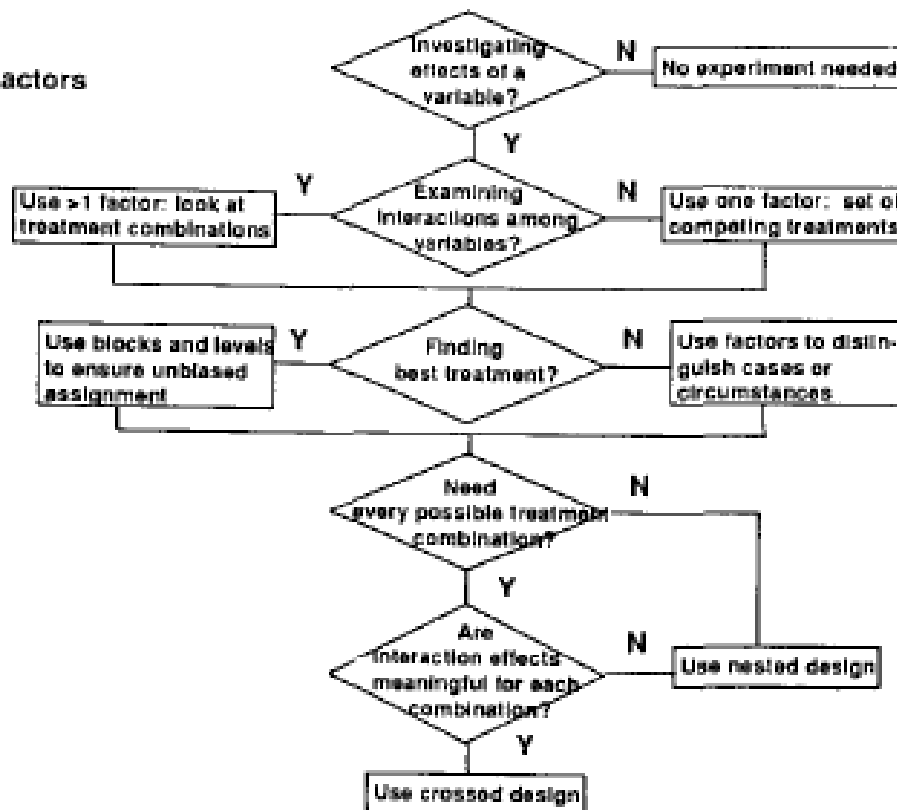 actors
Investigating
effects of a
variable?
N
No experiment needed
Y
Examining
interactions among
variables?
Y
Use >1 factor: look at
treatment combinations
N
Use one factor: set of
competing treatments
Finding
best treatment?
Y
Use blocks and levels
to ensure unbiased
assignment
N
Use factors to distin-
guish cases or
circumstances
Need
every possible treatment
combination?
N
Y
Are
interaction effects
meaningful for each
combination?
N
Use nested design
Y
Use crossed design